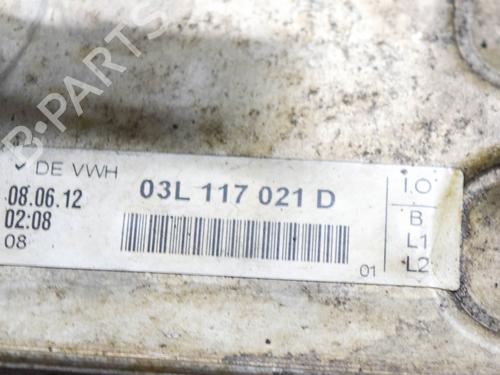 B-PARTS
✓ DE VWH
08.06.12
02:08
08
03L 117 021 D
01
I.O
B
L1
L2